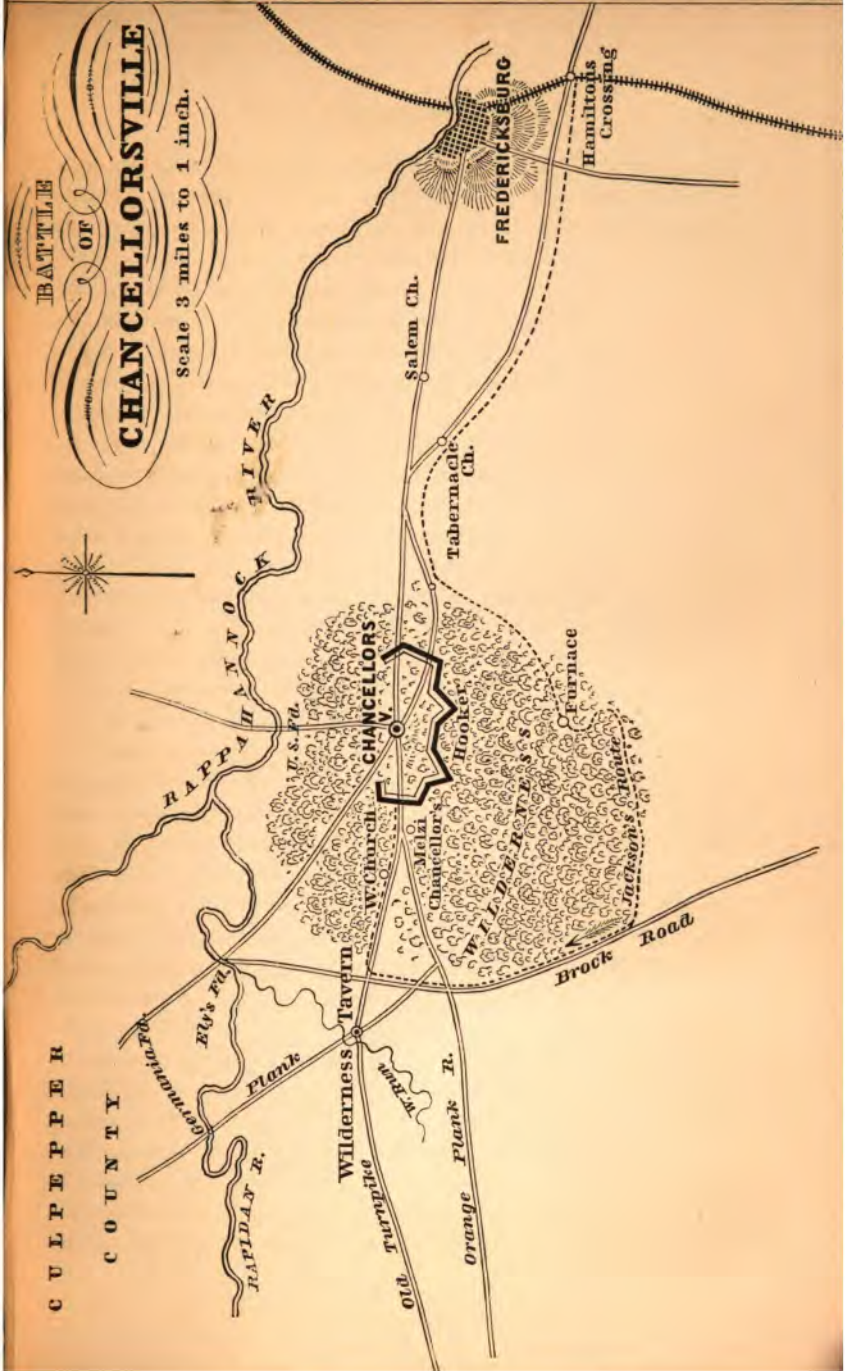 BATTLE
OF
CHANCELLORSVILLE
Scale 3 miles to 1 inch.
CULPEPPER
COUNTY
RAPPAHANNOCK RIVER
U.S. Fd.
Ely's Fd.
Germania Fd.
RAPIDAN R.
Plank
Wilderness Tavern
W. Run
Old Turnpike
Orange Plank R.
W. Church
Melzi
Chancellor's
CHANCELLORS
V.
Hooker
WILDERNESS
Furnace
Jackson's Route
Brock Road
Salem Ch.
Tabernacle
Ch.
FREDERICKSBURG
Hamiltons
Crossing